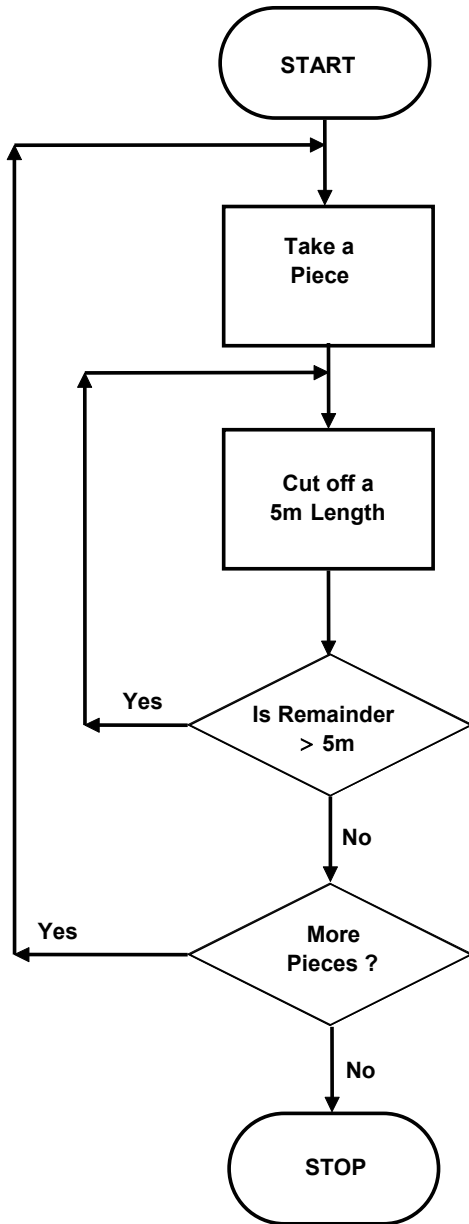 START
Take a
Piece
Cut off a
5m Length
Is Remainder
> 5m
Yes
No
More
Pieces ?
Yes
No
STOP